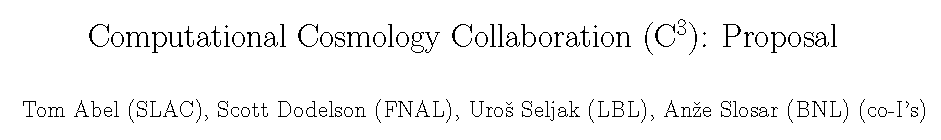 Computational Cosmology Collaboration (C³): Proposal
Tom Abel (SLAC), Scott Dodelson (FNAL), Uroš Seljak (LBL), Anže Slosar (BNL) (co-I's)